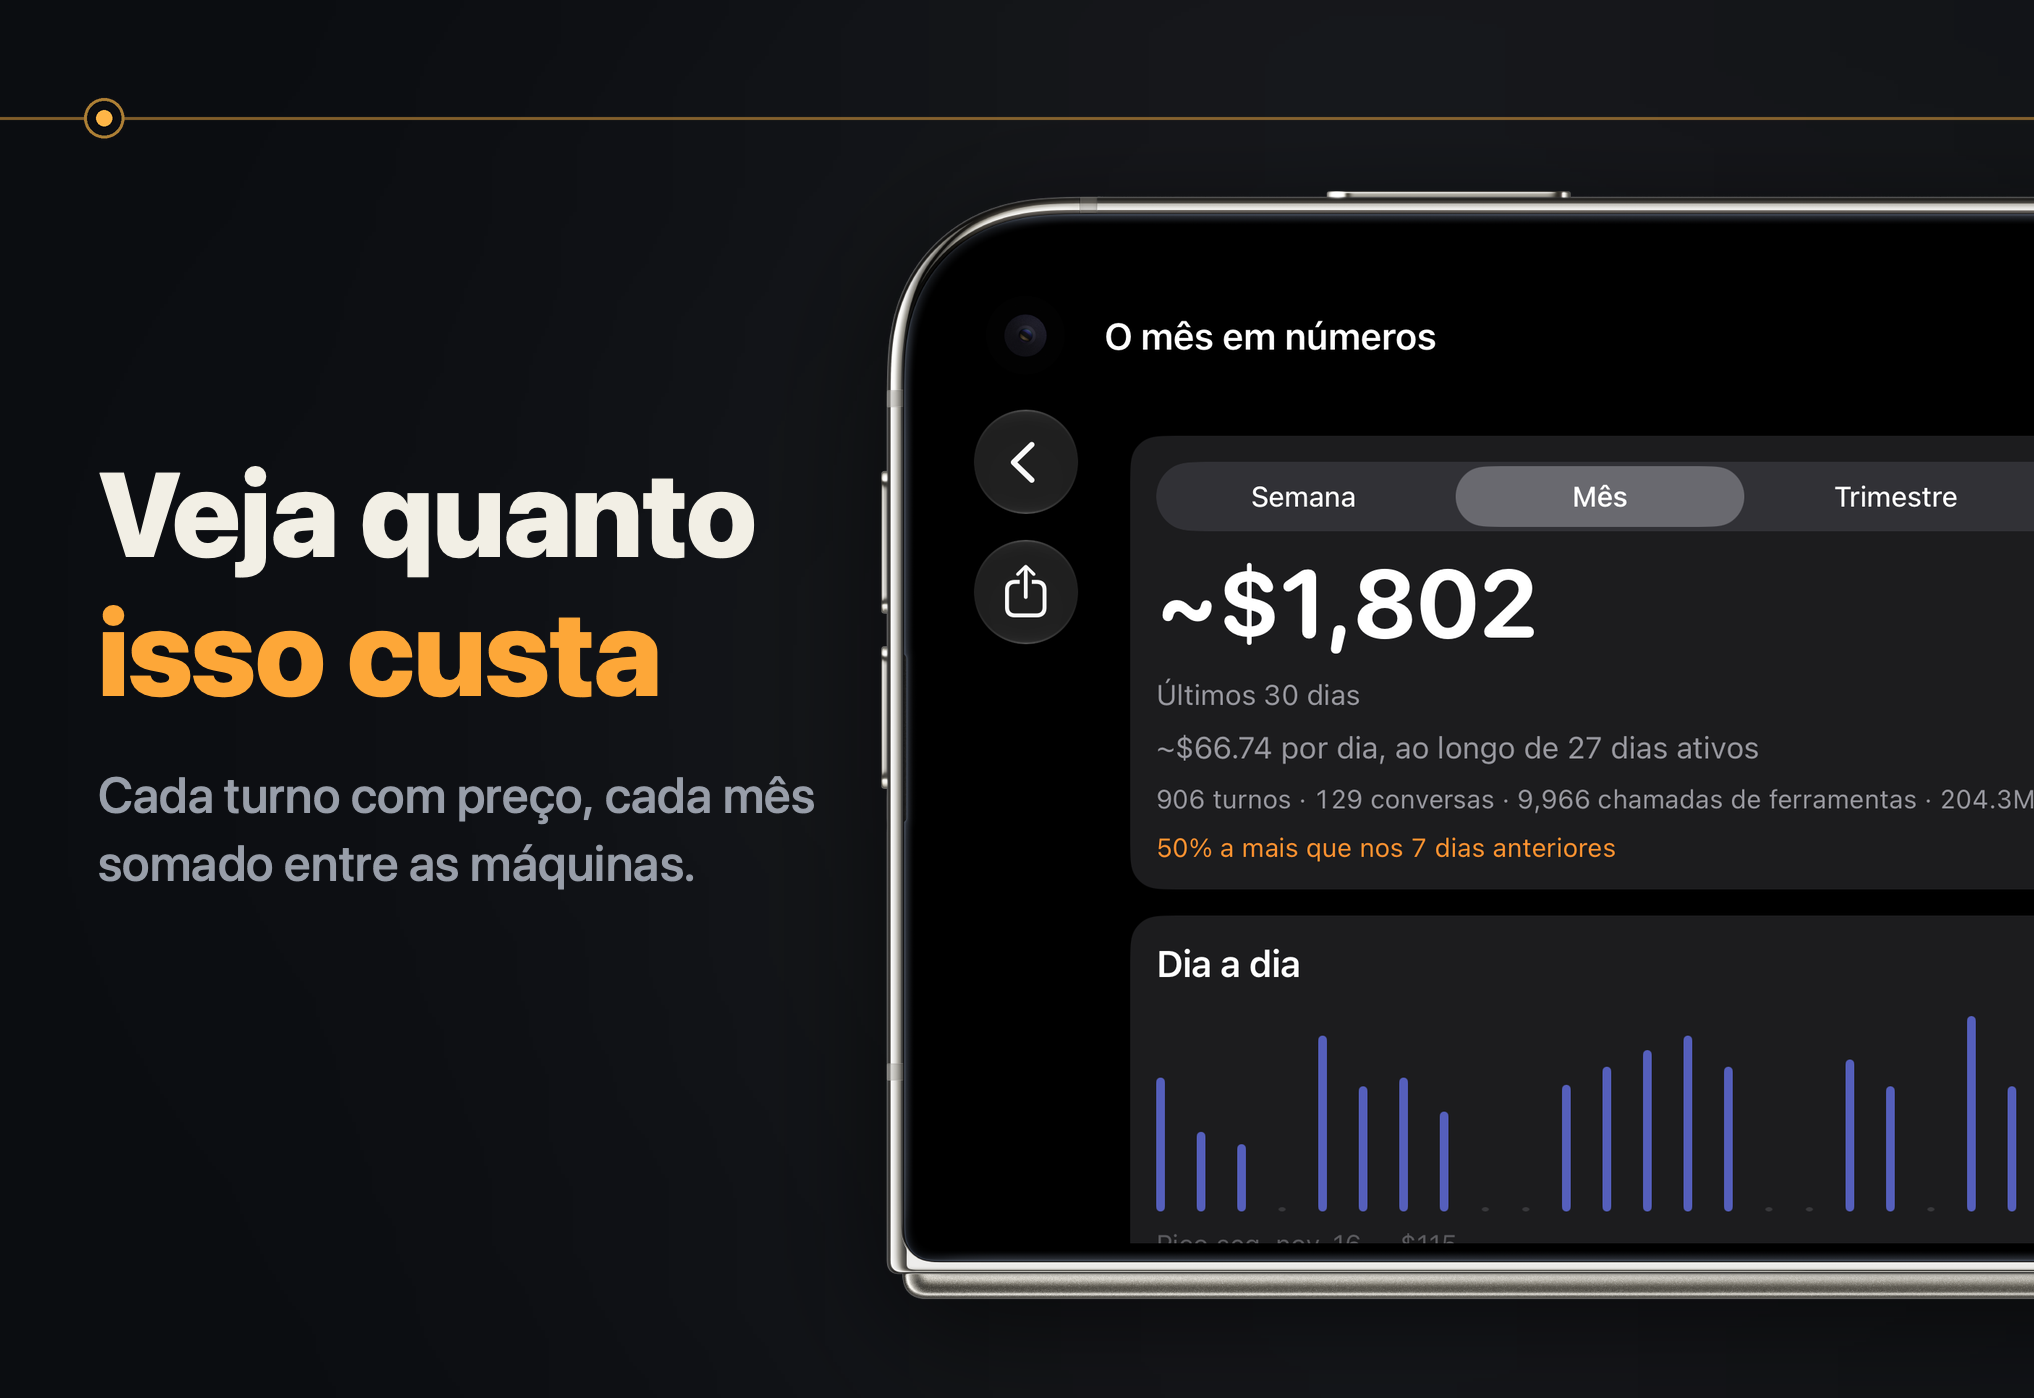 Veja quanto
isso custa
Cada turno com preço, cada mês
somado entre as máquinas.
O mês em números
Semana
Mês
Trimestre
~$1,802
Últimos 30 dias
~$66.74 por dia, ao longo de 27 dias ativos
906 turnos · 129 conversas · 9,966 chamadas de ferramentas · 204.3M
50% a mais que nos 7 dias anteriores
Dia a dia